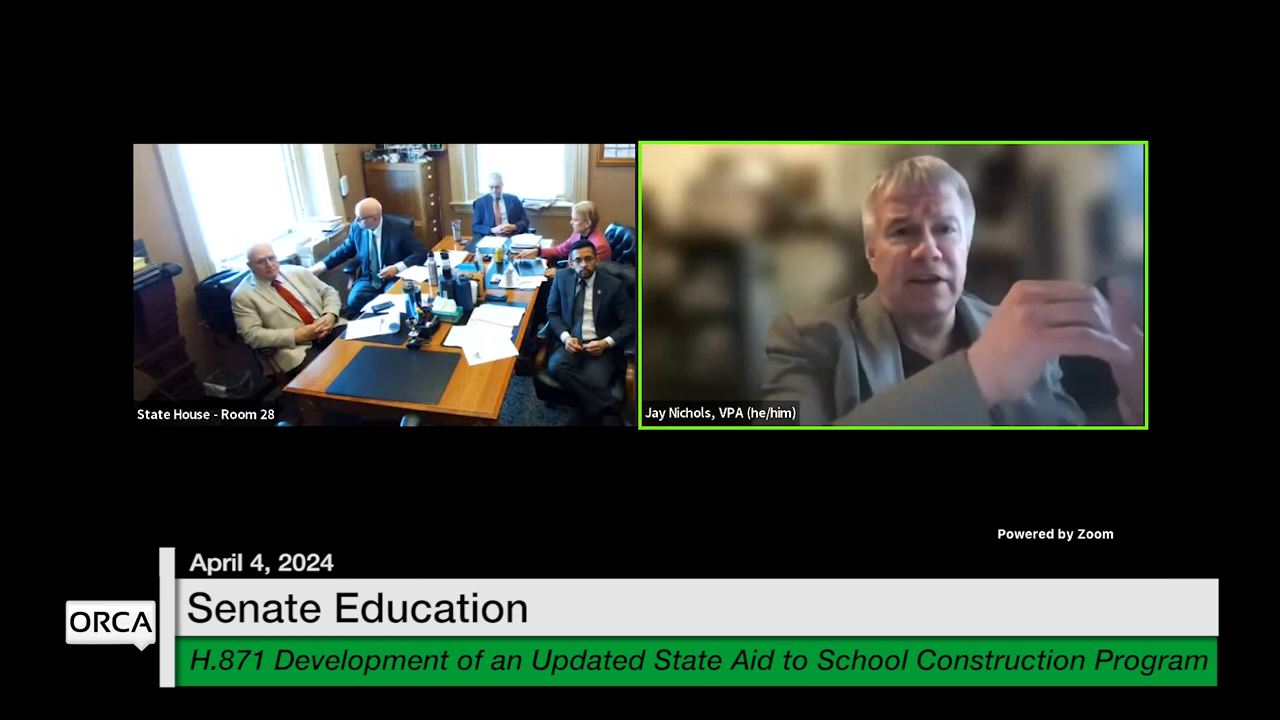 State House - Room 28
Jay Nichols, VPA (he/him)
Powered by Zoom
April 4, 2024
Senate Education
ORCA
H.871 Development of an Updated State Aid to School Construction Program